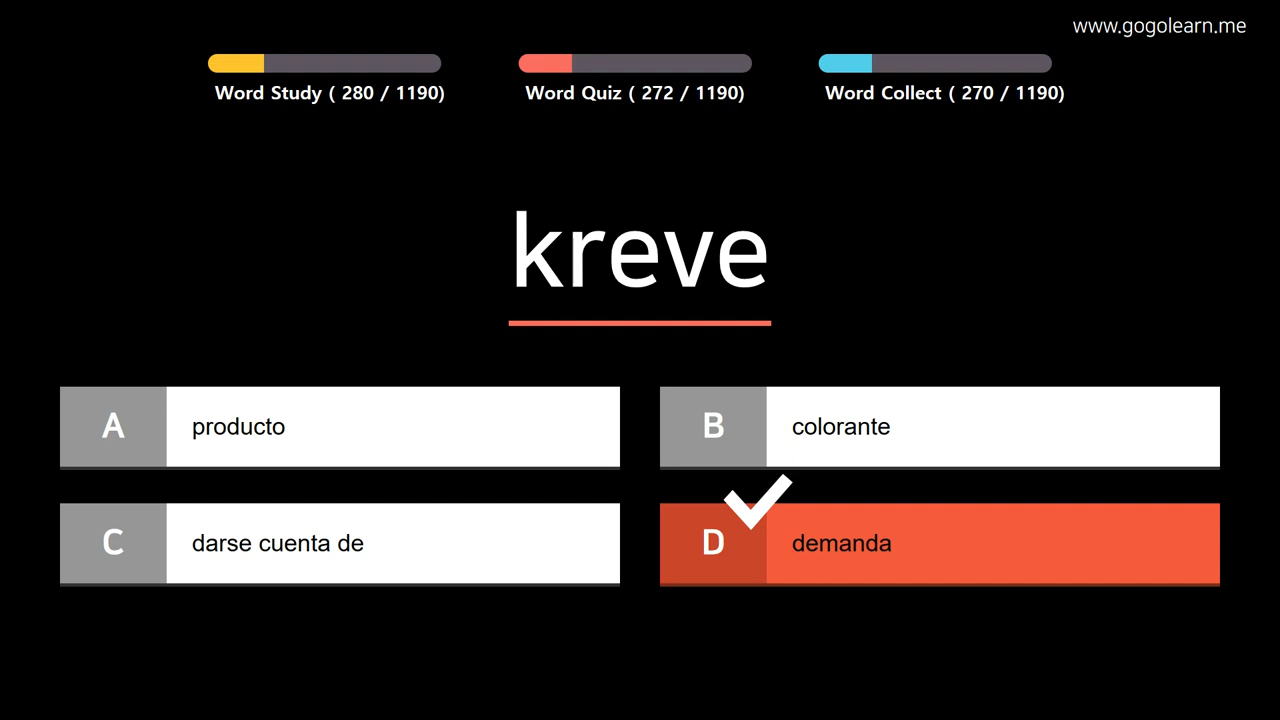 www.gogolearn.me
Word Study ( 280 / 1190)
Word Quiz ( 272 / 1190)
Word Collect ( 270 / 1190)
kreve
A
producto
B
colorante
C
darse cuenta de
D
demanda